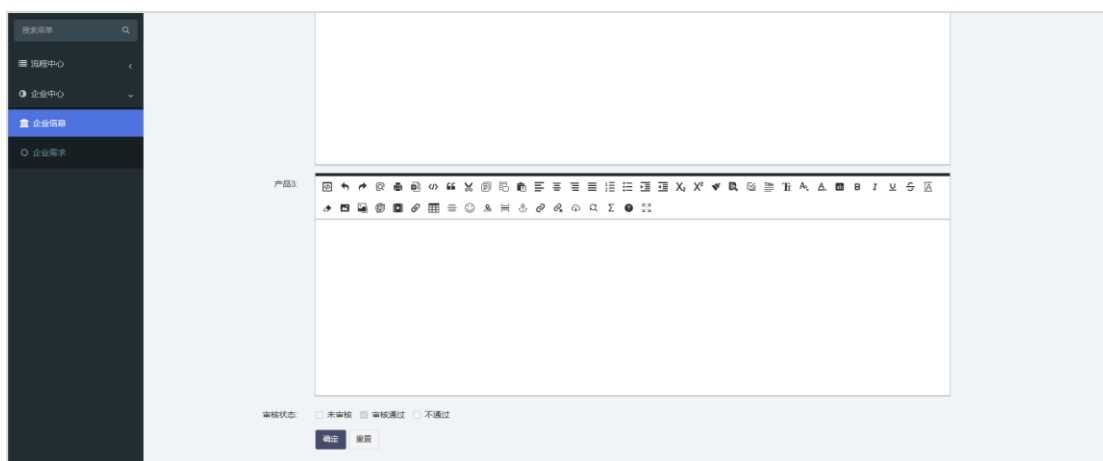 搜索菜单
流程中心
企业中心
企业信息
企业需求
产品3:
审核状态: 未审核 审核通过 不通过
确定 重置